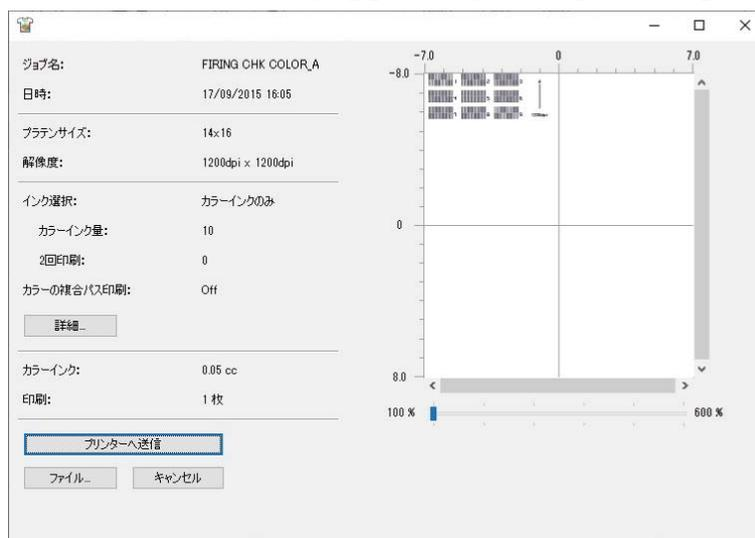 ジョブ名: FIRING CHK COLOR_A
日時: 17/09/2015 16:05
プラテンサイズ: 14×16
解像度: 1200dpi × 1200dpi
インク選択: カラーインクのみ
カラーインク量: 10
2回印刷: 0
カラーの複合パス印刷: Off
詳細...
カラーインク: 0.05 cc
印刷: 1 枚
プリンターへ送信
ファイル... キャンセル
-7.0 0 7.0
-8.0
0
8.0
100 % 600 %